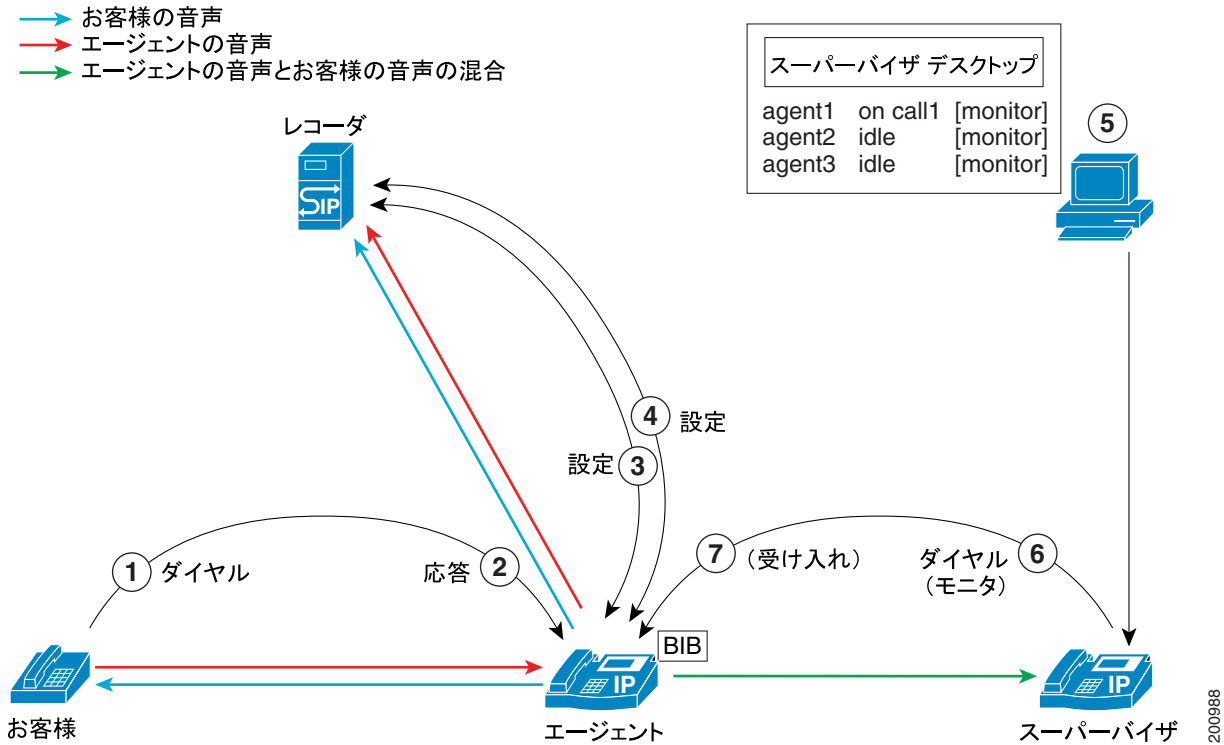 お客様の音声
エージェントの音声
エージェントの音声とお客様の音声の混合
スーパーバイザ デスクトップ
agent1 on call1 [monitor]
agent2 idle [monitor]
agent3 idle [monitor]
5
レコーダ
SIP
4 設定
設定 3
1 ダイヤル
応答 2
7 （受け入れ）
ダイヤル 6
（モニタ）
BIB
IP
IP
お客様
エージェント
スーパーバイザ
200988